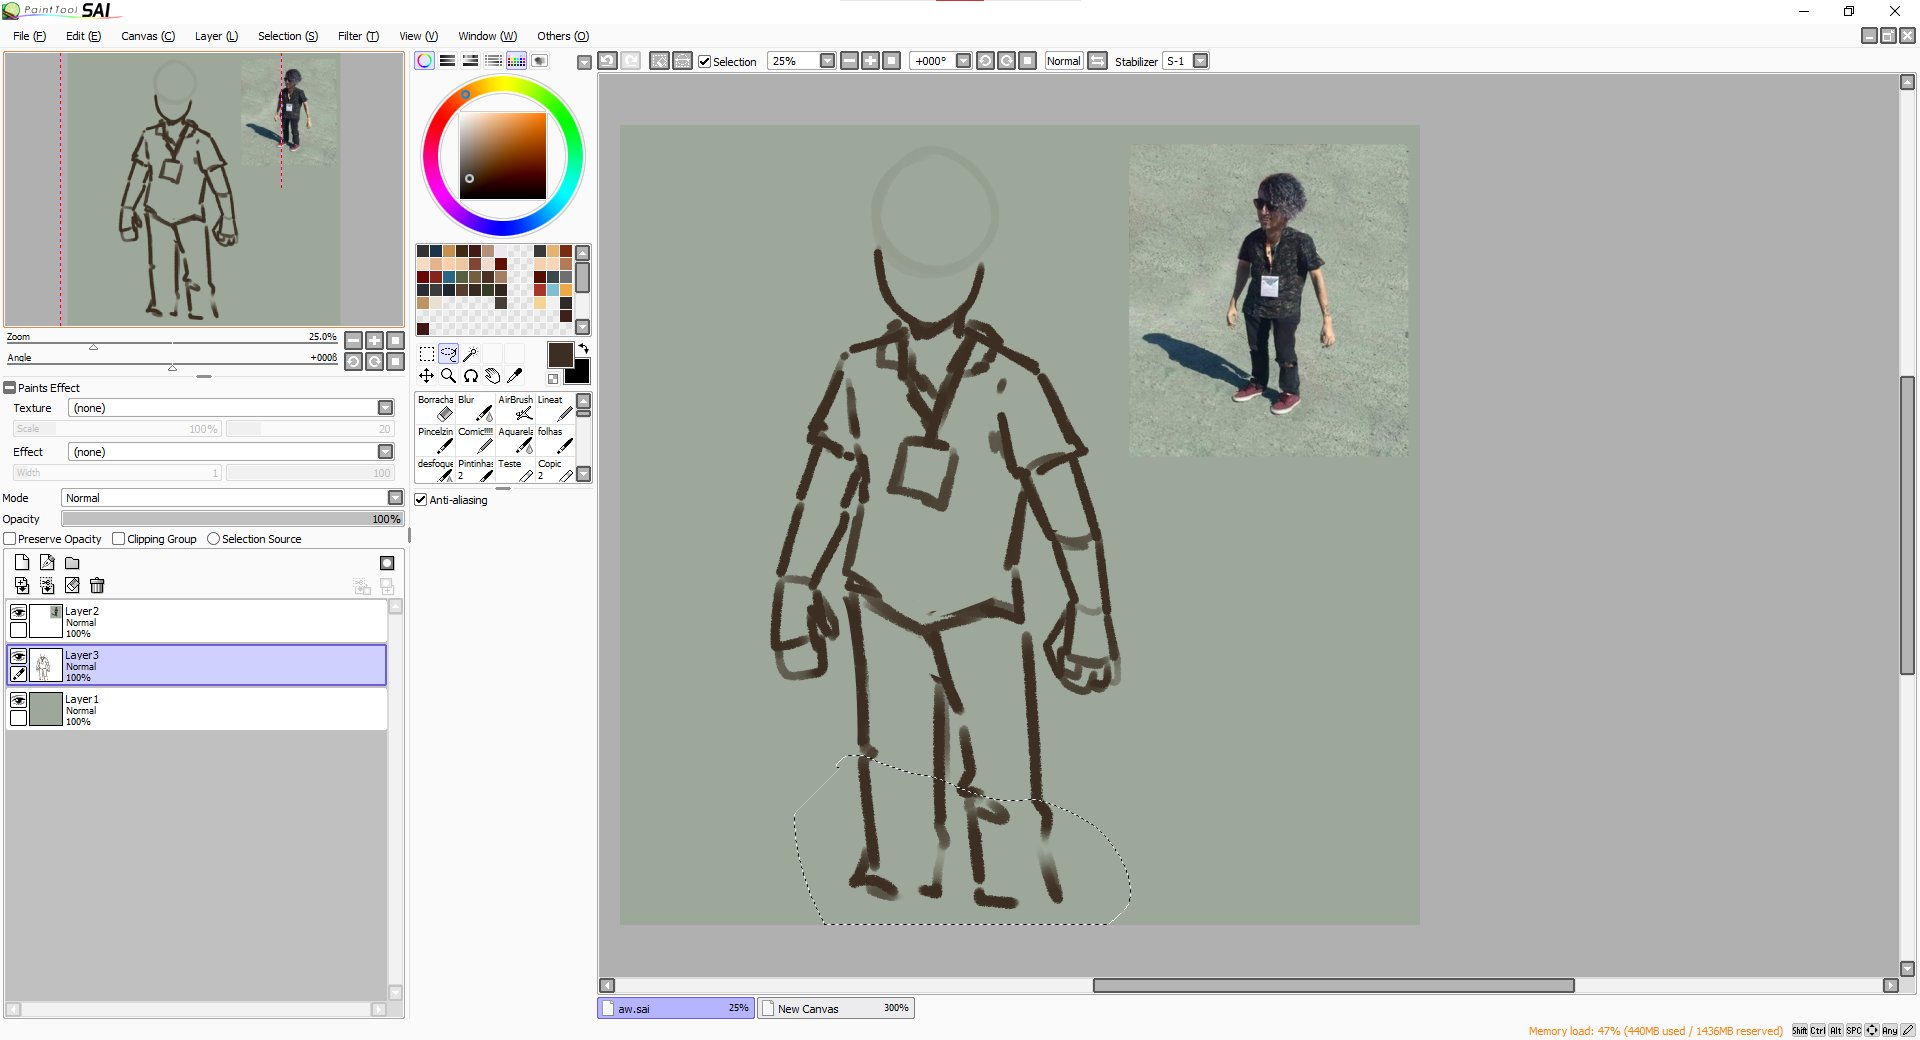 PaintTool SAI
File (F) Edit (E) Canvas (C) Layer (L) Selection (S) Filter (T) View (V) Window (W) Others (O)
Selection 25% +000° Normal Stabilizer S-1
Zoom 25.0%
Angle +000ß
Paints Effect
Texture (none)
Scale 100% 20
Effect (none)
Width 1 100
Mode Normal
Opacity 100%
Preserve Opacity Clipping Group Selection Source
Layer2
Normal
100%
Layer3
Normal
100%
Layer1
Normal
100%
Borracha Blur AirBrush Lineat
Pincelzin Comic!!!! Aquarela folhas
desfoque Pintinhas 2 Teste Copic 2
Anti-aliasing
aw.sai 25% New Canvas 300%
Memory load: 47% (440MB used / 1436MB reserved) Shift Ctrl Alt SPC Any